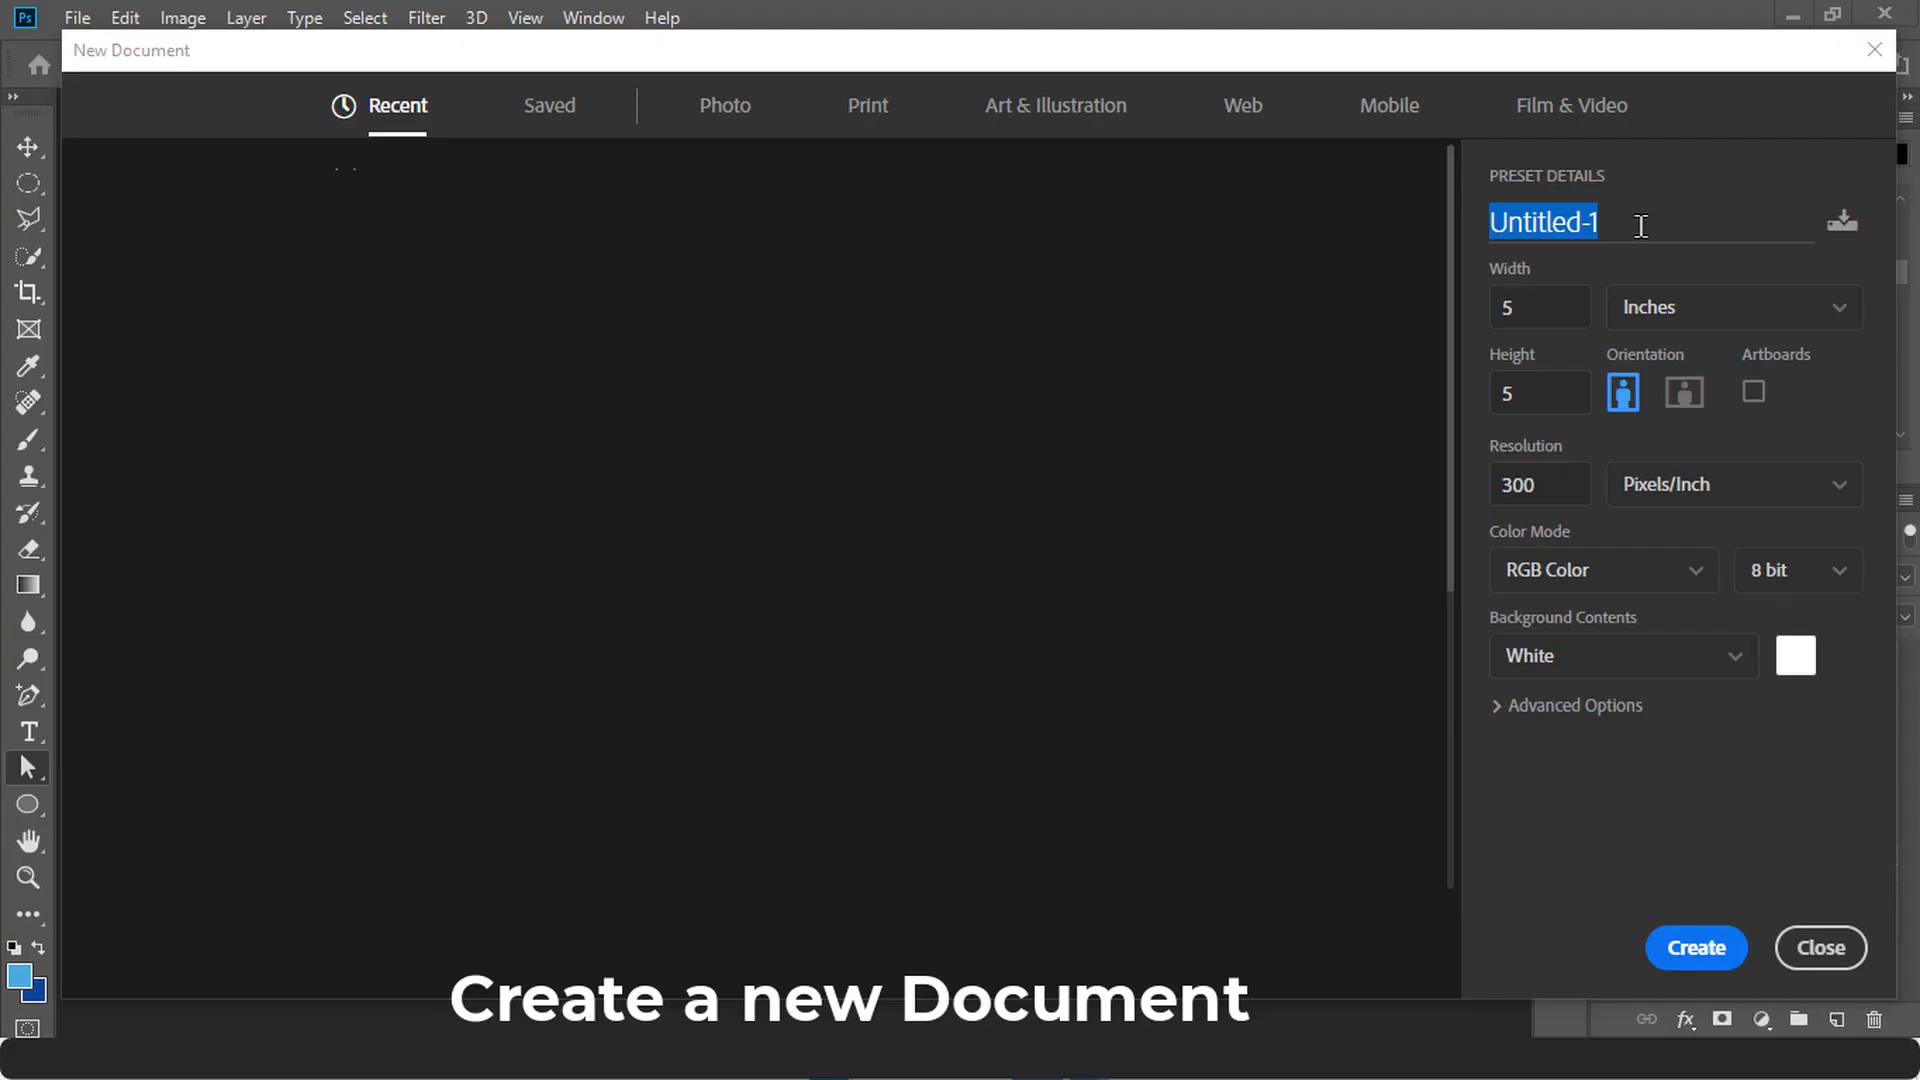 Ps File Edit Image Layer Type Select Filter 3D View Window Help
New Document
Recent Saved Photo Print Art & Illustration Web Mobile Film & Video
PRESET DETAILS
Untitled-1
Width
5 Inches
Height Orientation Artboards
5
Resolution
300 Pixels/Inch
Color Mode
RGB Color 8 bit
Background Contents
White
Advanced Options
Create Close
Create a new Document
fx